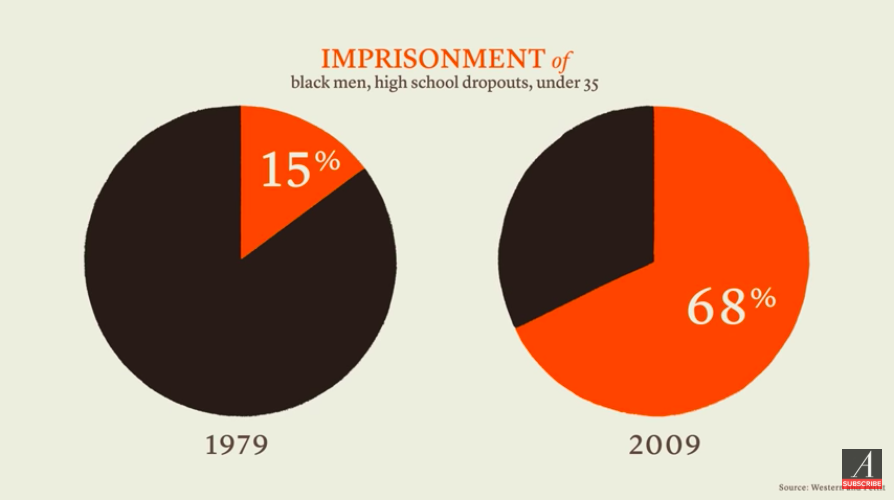 IMPRISONMENT of
black men, high school dropouts, under 35
15%
68%
1979
2009
A
SUBSCRIBE
Source: Western